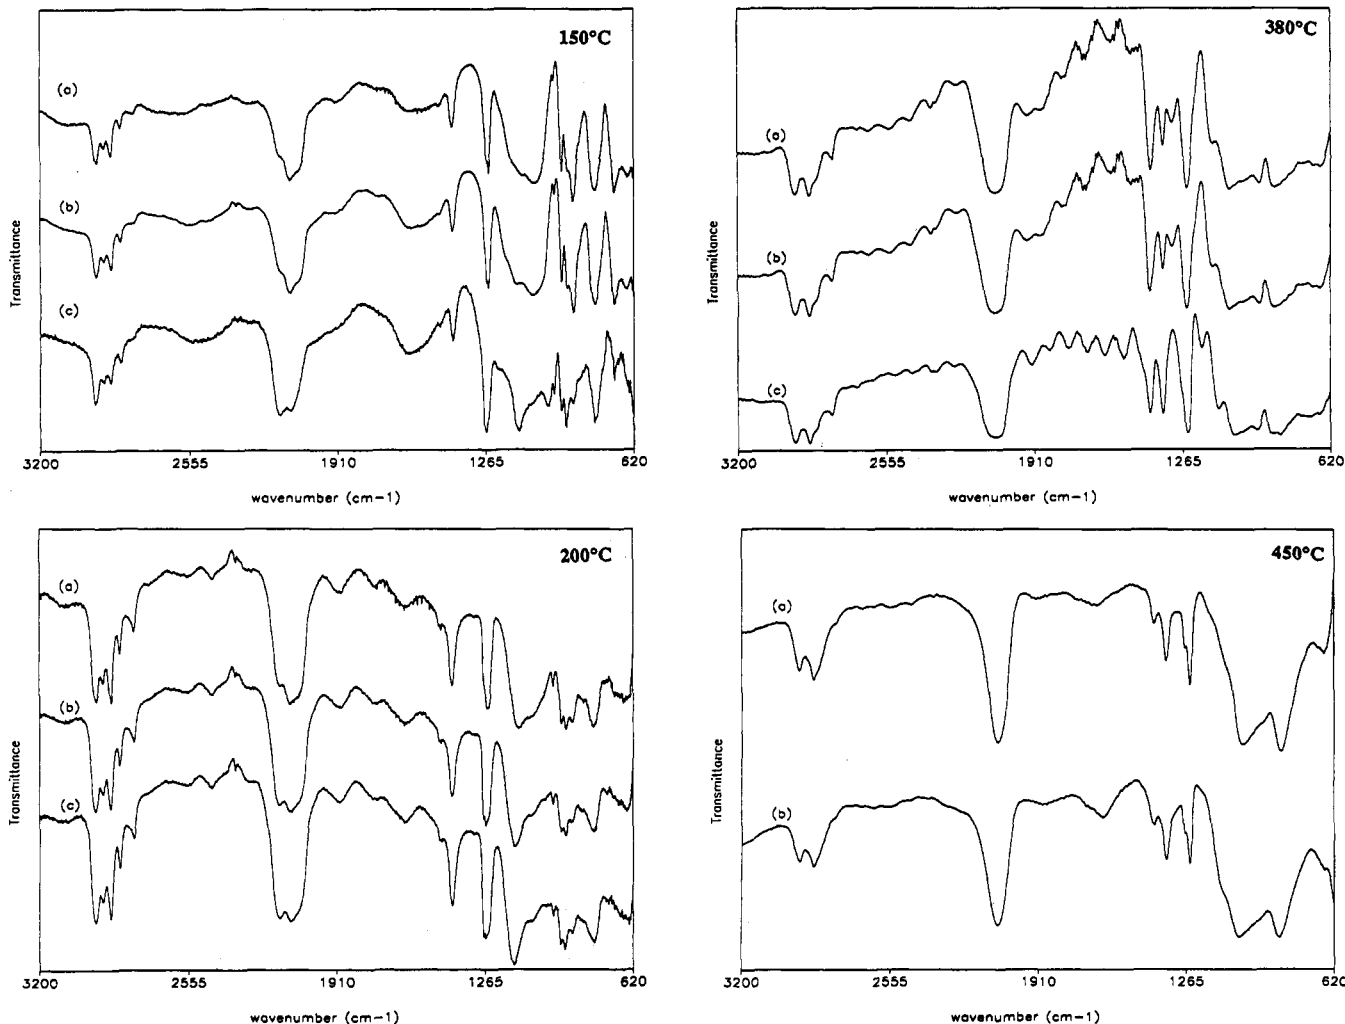 150°C
(a)
(b)
(c)
Transmittance
3200 2555 1910 1265 620
wavenumber (cm-1)
380°C
(a)
(b)
(c)
Transmittance
3200 2555 1910 1265 620
wavenumber (cm-1)
200°C
(a)
(b)
(c)
Transmittance
3200 2555 1910 1265 620
wavenumber (cm-1)
450°C
(a)
(b)
Transmittance
3200 2555 1910 1265 620
wavenumber (cm-1)